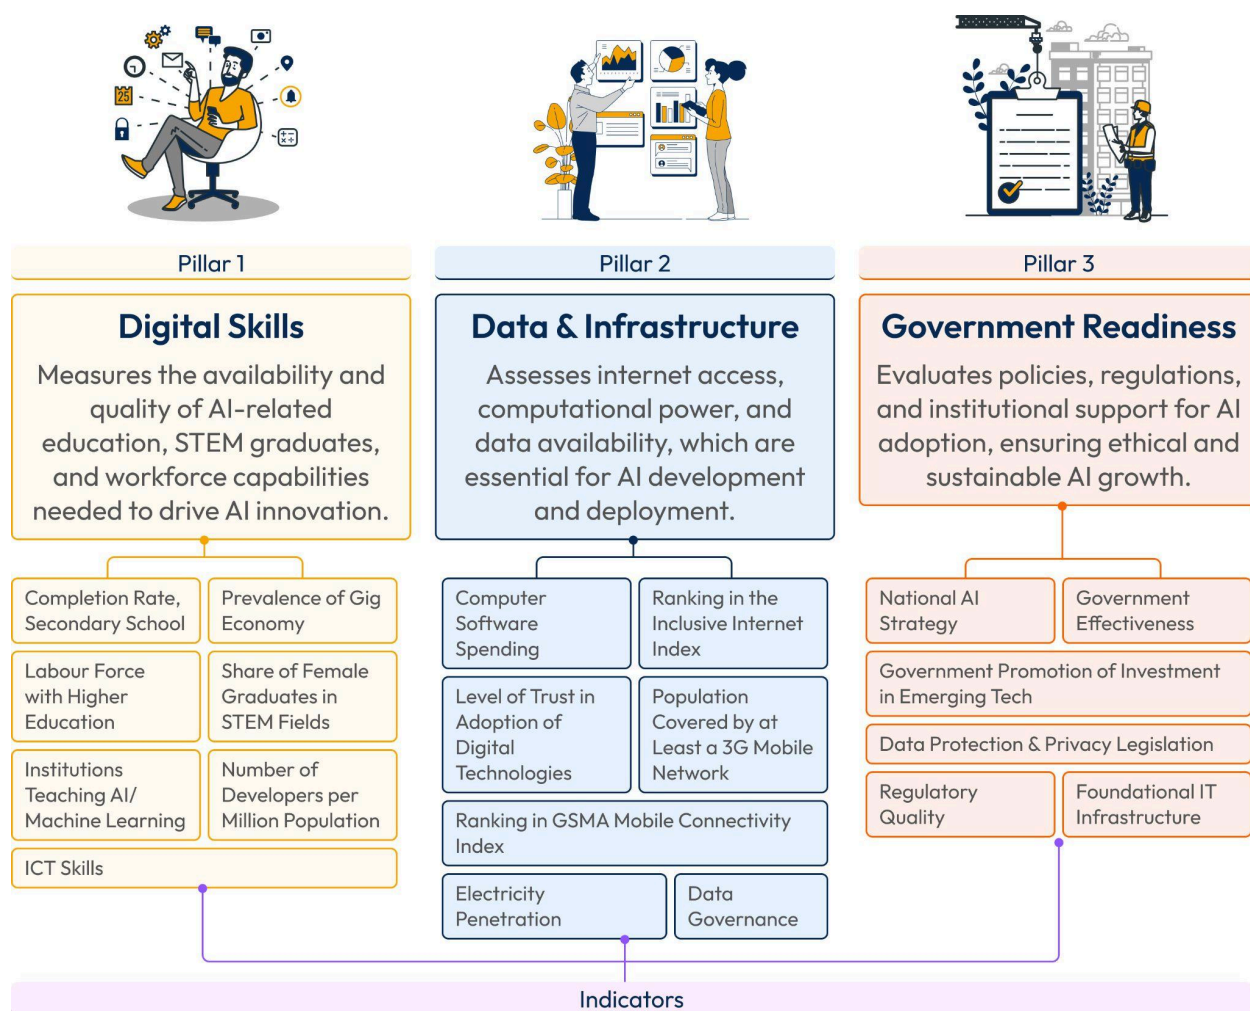 25
Pillar 1
Digital Skills
Measures the availability and
quality of AI-related
education, STEM graduates,
and workforce capabilities
needed to drive AI innovation.
Completion Rate,
Secondary School
Prevalence of Gig
Economy
Labour Force
with Higher
Education
Share of Female
Graduates in
STEM Fields
Institutions
Teaching AI/
Machine Learning
Number of
Developers per
Million Population
ICT Skills
Pillar 2
Data & Infrastructure
Assesses internet access,
computational power, and
data availability, which are
essential for AI development
and deployment.
Computer
Software
Spending
Ranking in the
Inclusive Internet
Index
Level of Trust in
Adoption of
Digital
Technologies
Population
Covered by at
Least a 3G Mobile
Network
Ranking in GSMA Mobile Connectivity
Index
Electricity
Penetration
Data
Governance
Pillar 3
Government Readiness
Evaluates policies, regulations,
and institutional support for AI
adoption, ensuring ethical and
sustainable AI growth.
National AI
Strategy
Government
Effectiveness
Government Promotion of Investment
in Emerging Tech
Data Protection & Privacy Legislation
Regulatory
Quality
Foundational IT
Infrastructure
Indicators